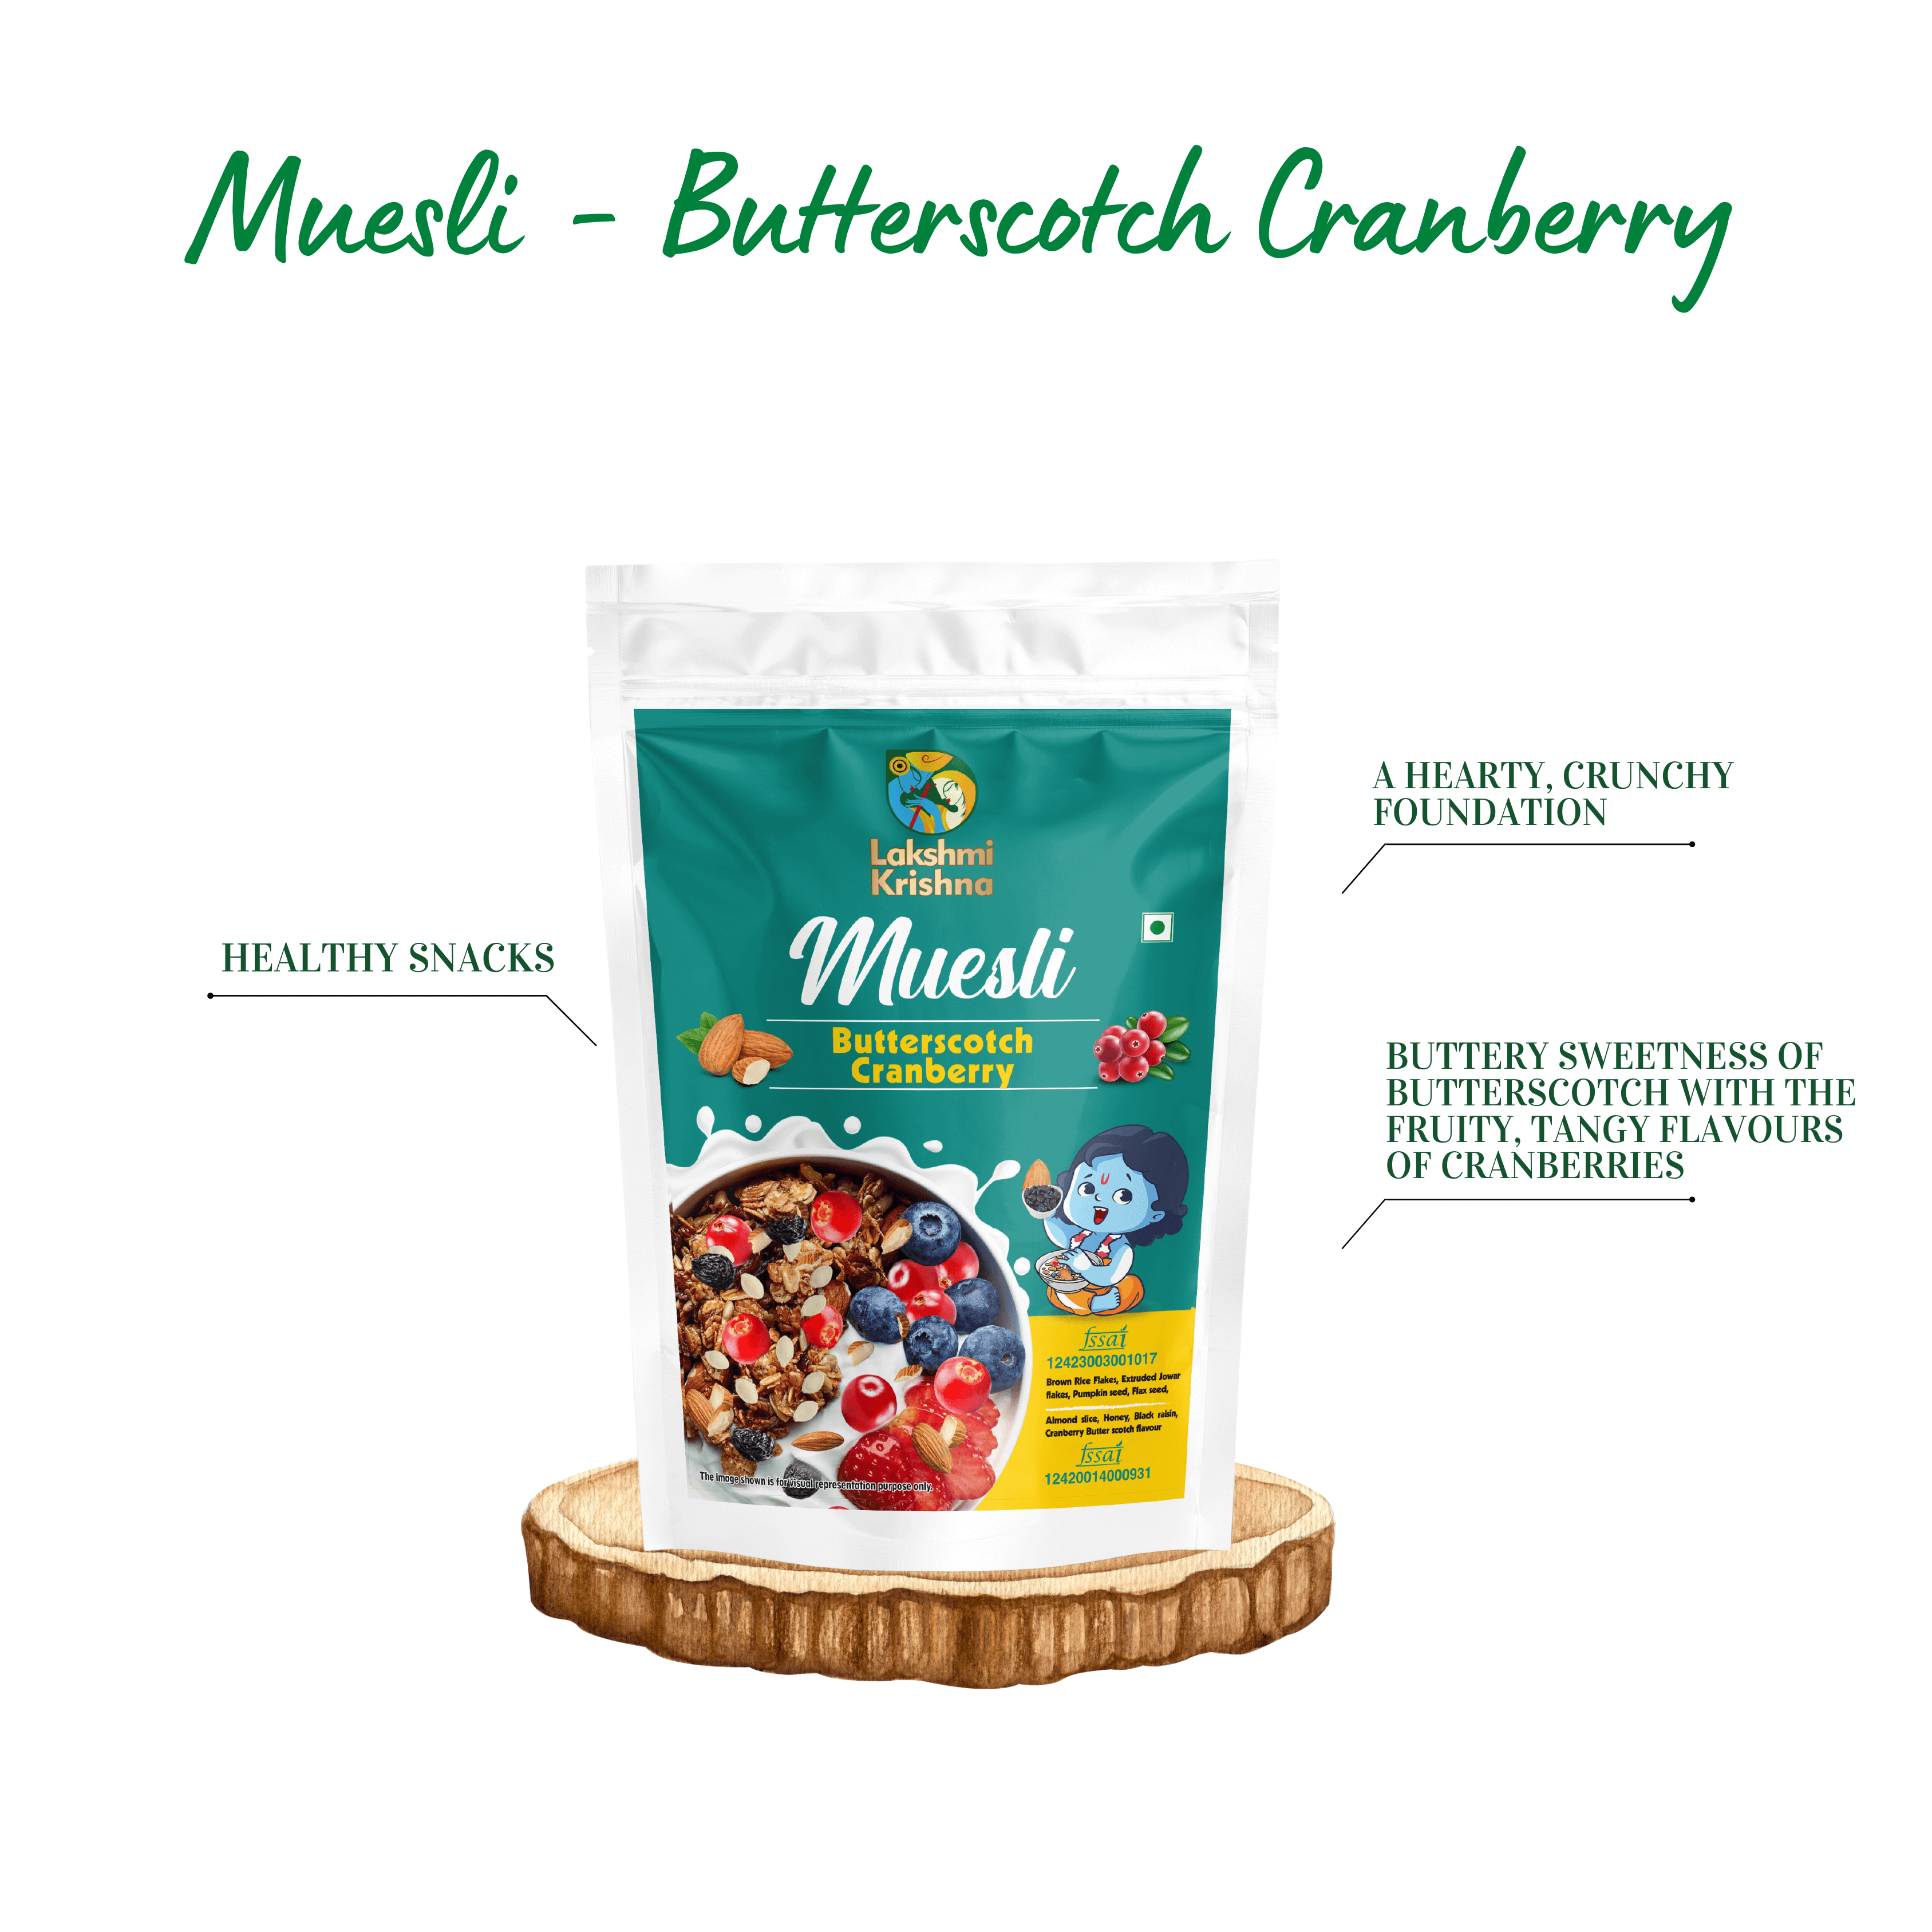 Muesli - Butterscotch Cranberry
HEALTHY SNACKS
A HEARTY, CRUNCHY
FOUNDATION
BUTTERY SWEETNESS OF
BUTTERSCOTCH WITH THE
FRUITY, TANGY FLAVOURS
OF CRANBERRIES
Lakshmi
Krishna
Muesli
Butterscotch
Cranberry
fssai
12423003001017
Brown Rice Flakes, Extruded Jowar
flakes, Pumpkin seed, Flax seed,
Almond slice, Honey, Black raisin,
Cranberry Butter scotch flavour
fssai
12420014000931
The image shown is for visual representation purpose only.